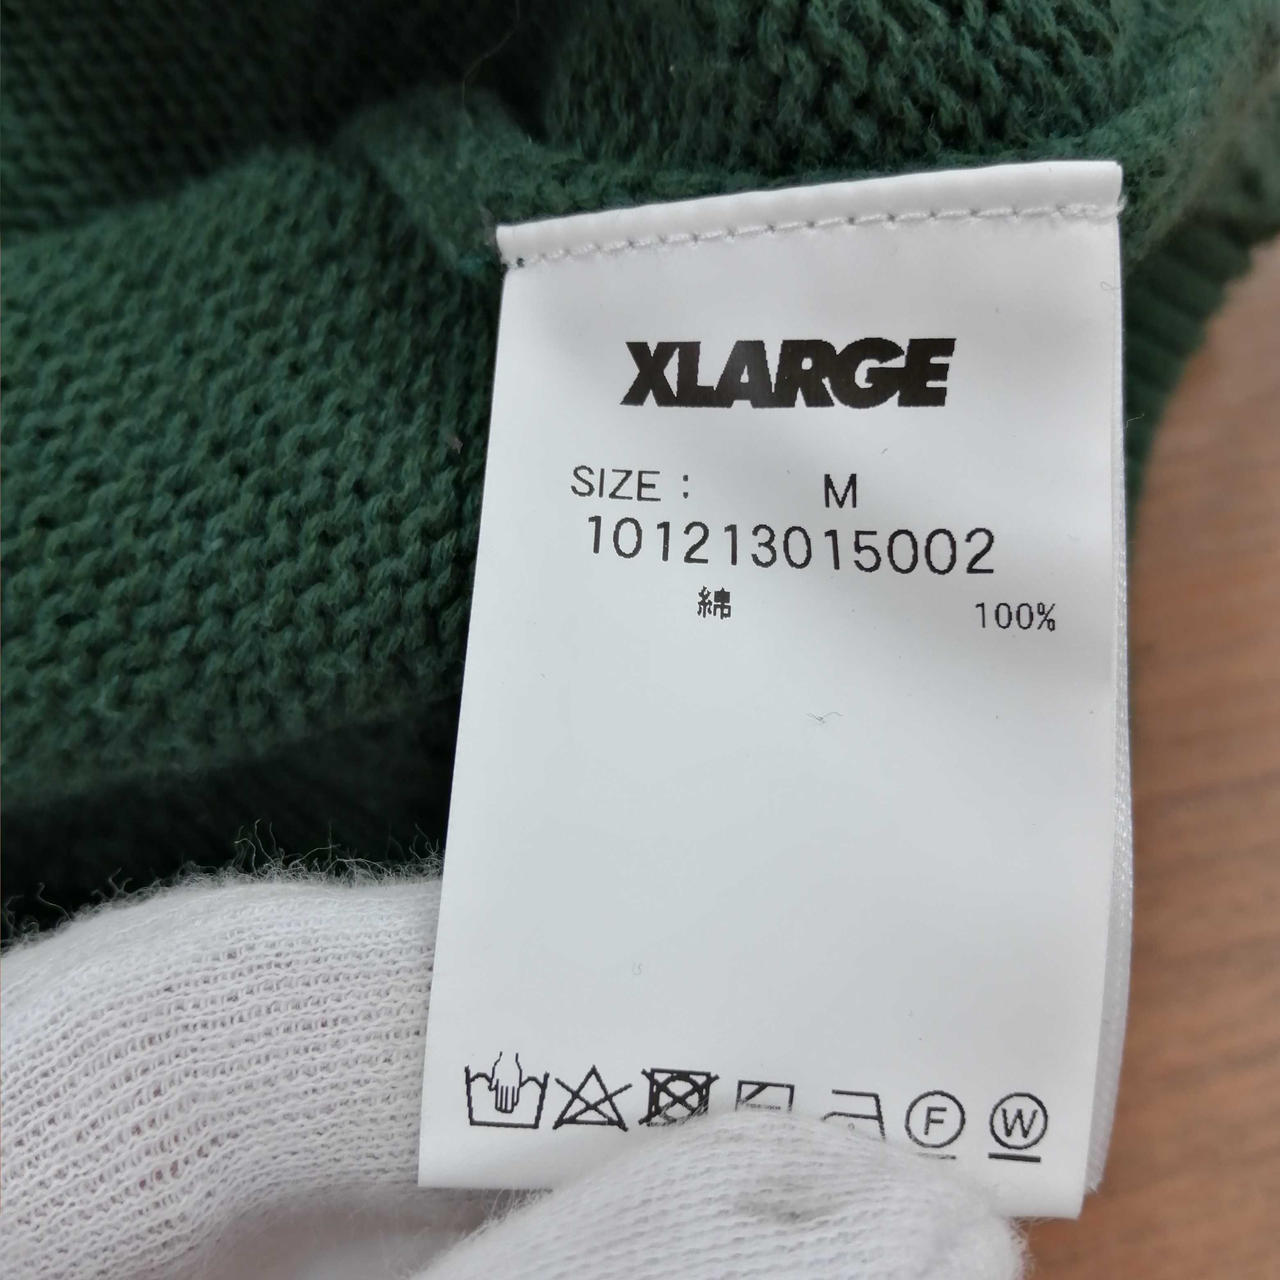 XLARGE
SIZE : M
101213015002
綿 100%
F W